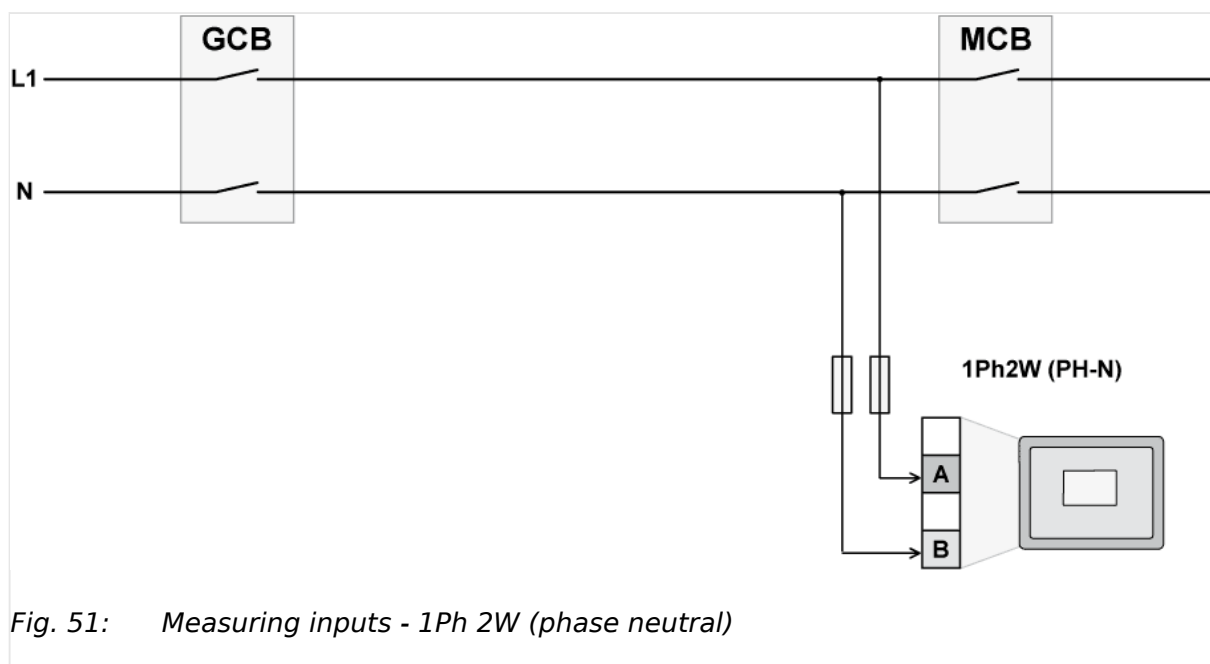 GCB
MCB
L1
N
1Ph2W (PH-N)
A
B
Fig. 51: Measuring inputs - 1Ph 2W (phase neutral)